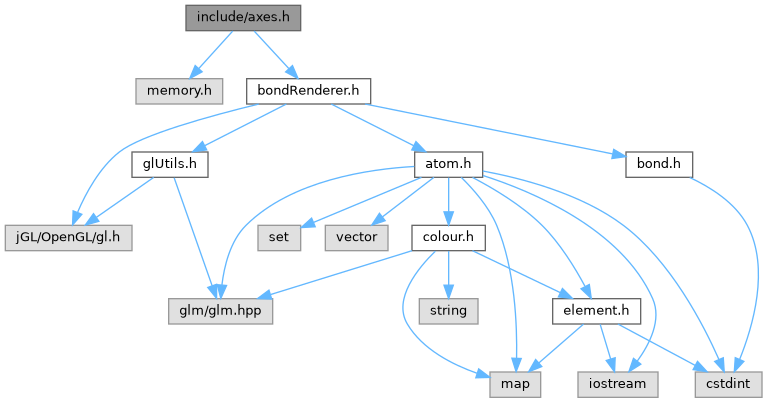 include/axes.h
memory.h
bondRenderer.h
glUtils.h
atom.h
bond.h
jGL/OpenGL/gl.h
set
vector
colour.h
glm/glm.hpp
string
element.h
map
iostream
cstdint